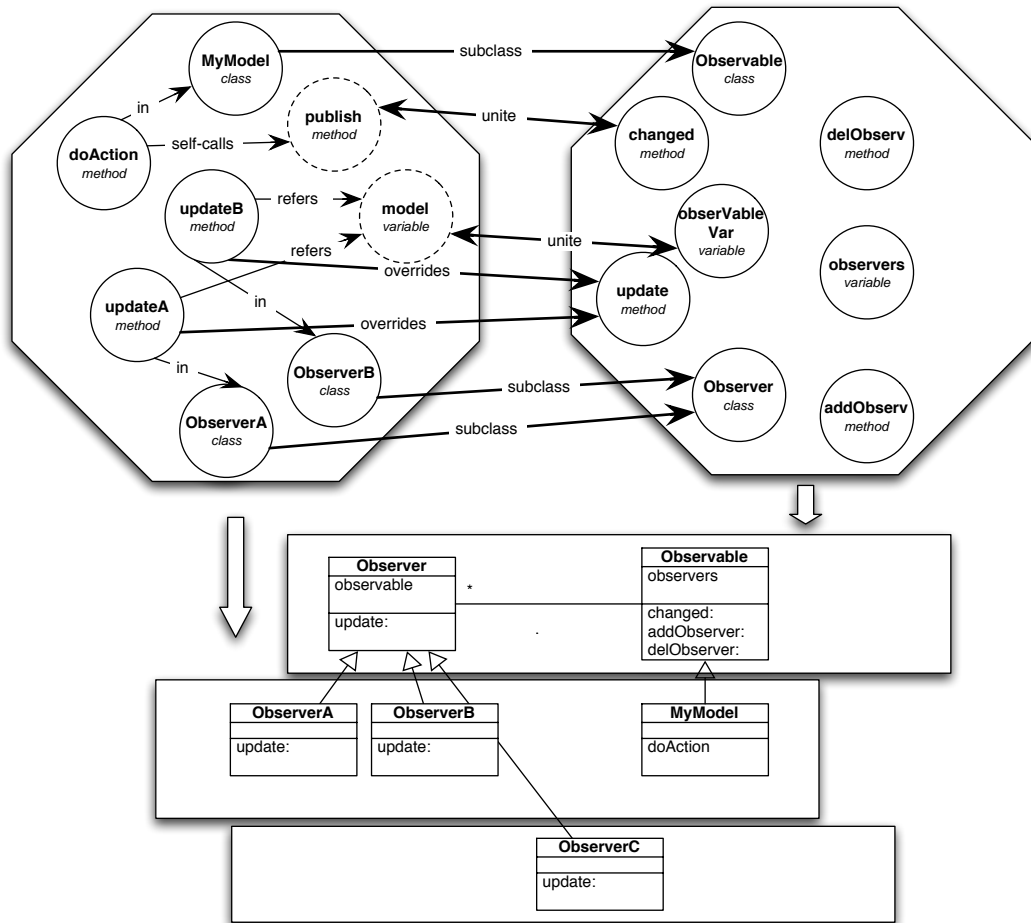 MyModel
class
subclass
Observable
class
in
publish
method
unite
changed
method
delObserv
method
doAction
method
self-calls
updateB
method
refers
model
variable
obserVable
Var
variable
refers
unite
overrides
observers
variable
updateA
method
in
update
method
overrides
in
ObserverB
class
subclass
Observer
class
ObserverA
class
subclass
addObserv
method
Observer
observable
update:
*
.
Observable
observers
changed:
addObserver:
delObserver:
ObserverA
update:
ObserverB
update:
MyModel
doAction
ObserverC
update: